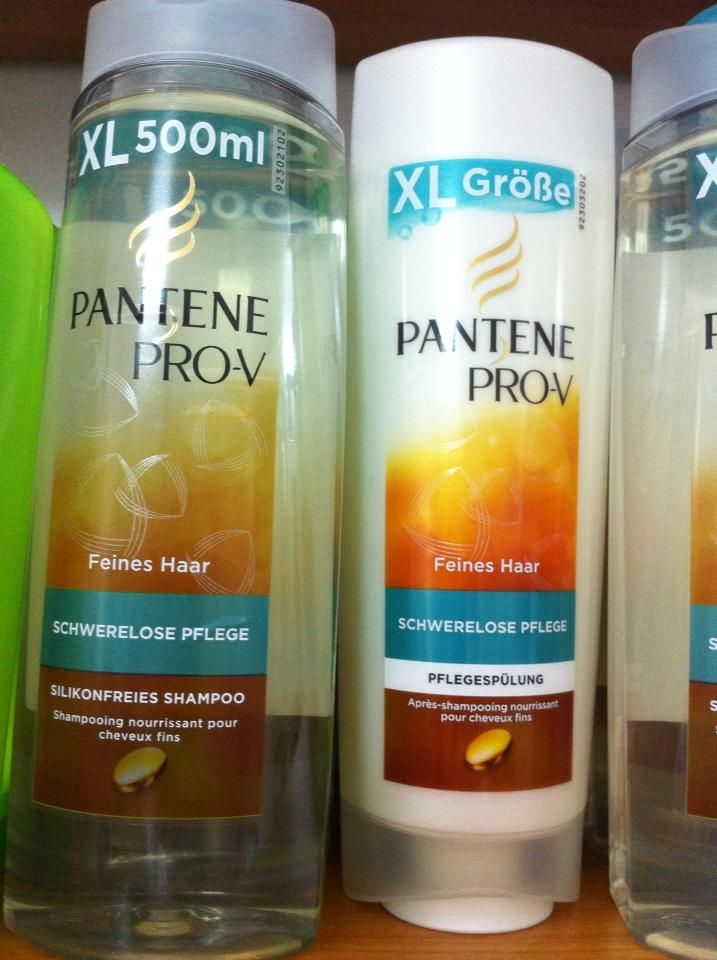 XL 500ml
92302102
PANTENE
PRO-V
Feines Haar
SCHWERELOSE PFLEGE
SILIKONFREIES SHAMPOO
Shampooing nourrissant pour
cheveux fins
XL Größe
92303202
PANTENE
PRO-V
Feines Haar
SCHWERELOSE PFLEGE
PFLEGESPÜLUNG
Après-shampooing nourrissant
pour cheveux fins